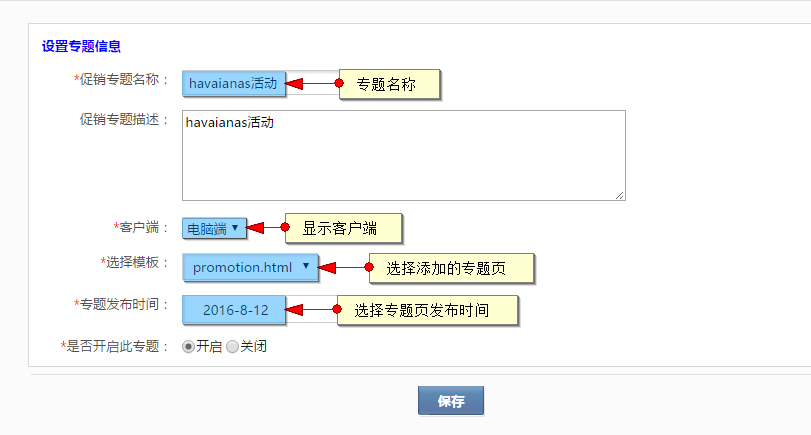 设置专题信息
*促销专题名称： havaianas活动 专题名称
促销专题描述： havaianas活动
*客户端： 电脑端 显示客户端
*选择模板： promotion.html 选择添加的专题页
*专题发布时间： 2016-8-12 选择专题页发布时间
*是否开启此专题： 开启 关闭
保存